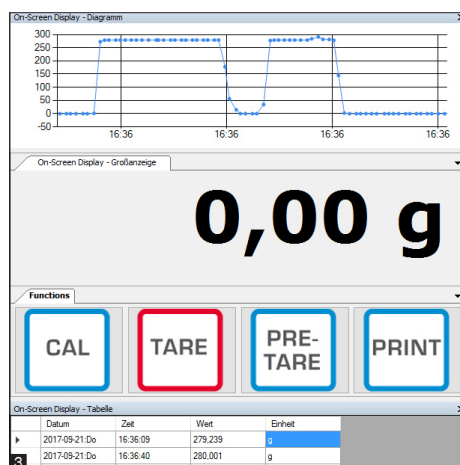 On-Screen Display - Diagramm
300
250
200
150
100
50
0
-50
16:36 16:36 16:36 16:36
On-Screen Display - Großanzeige
0,00 g
Functions
CAL
TARE
PRE-
TARE
PRINT
On-Screen Display - Tabelle
Datum Zeit Wert Einheit
2017-09-21:Do 16:36:09 279,239 g
2017-09-21:Do 16:36:40 280,001 g
3